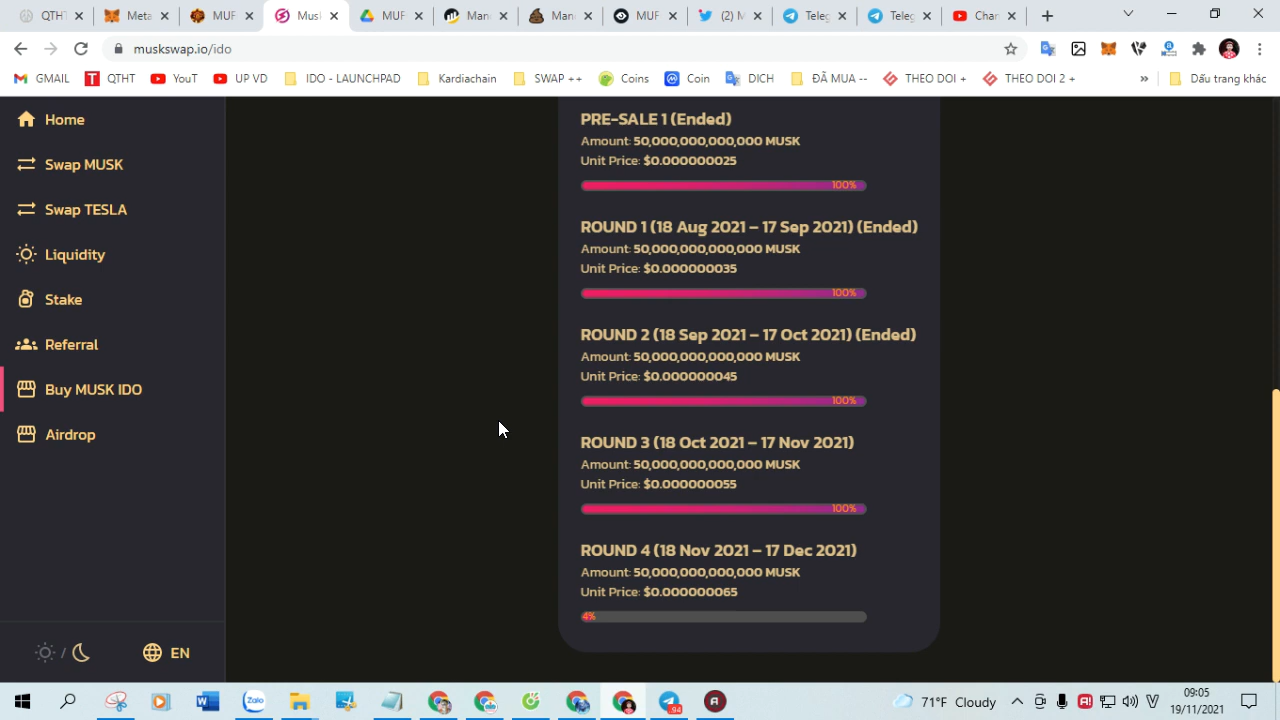 QTHT
Meta
MUF
Musk
MUF
Man
Man
MUF
(2) M
Teleg
Teleg
Char
muskswap.io/ido
GMAIL
QTHT
YouT
UP VD
IDO - LAUNCHPAD
Kardiachain
SWAP ++
Coins
Coin
DICH
ĐÃ MUA --
THEO DOI +
THEO DOI 2 +
»
Dấu trang khác
Home
Swap MUSK
Swap TESLA
Liquidity
Stake
Referral
Buy MUSK IDO
Airdrop
/
EN
PRE-SALE 1 (Ended)
Amount: 50,000,000,000,000 MUSK
Unit Price: $0.000000025
100%
ROUND 1 (18 Aug 2021 – 17 Sep 2021) (Ended)
Amount: 50,000,000,000,000 MUSK
Unit Price: $0.000000035
100%
ROUND 2 (18 Sep 2021 – 17 Oct 2021) (Ended)
Amount: 50,000,000,000,000 MUSK
Unit Price: $0.000000045
100%
ROUND 3 (18 Oct 2021 – 17 Nov 2021)
Amount: 50,000,000,000,000 MUSK
Unit Price: $0.000000055
100%
ROUND 4 (18 Nov 2021 – 17 Dec 2021)
Amount: 50,000,000,000,000 MUSK
Unit Price: $0.000000065
4%
Zalo
94
71°F Cloudy
09:05
19/11/2021